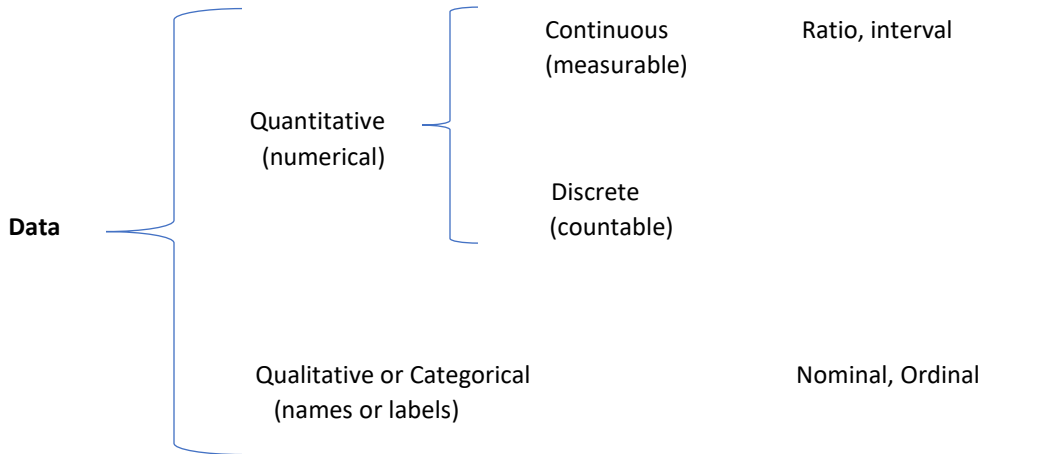 Continuous Ratio, interval
(measurable)
Quantitative
(numerical)
Discrete
(countable)
Data
Qualitative or Categorical Nominal, Ordinal
(names or labels)